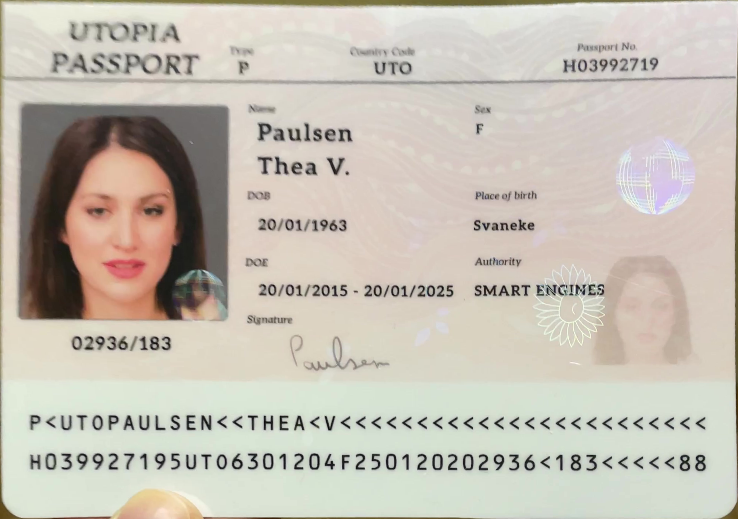 UTOPIA
PASSPORT
Type
P
Country Code
UTO
Passport No.
H03992719
Name
Paulsen
Thea V.
Sex
F
DOB
20/01/1963
Place of birth
Svaneke
DOE
20/01/2015 - 20/01/2025
Authority
SMART ENGINES
Signature
Paulsen
02936/183
P<UTOPAULSEN<<THEA<V<<<<<<<<<<<<<<<<<<<<<<<<
H039927195UTO6301204F250120202936<183<<<<<88